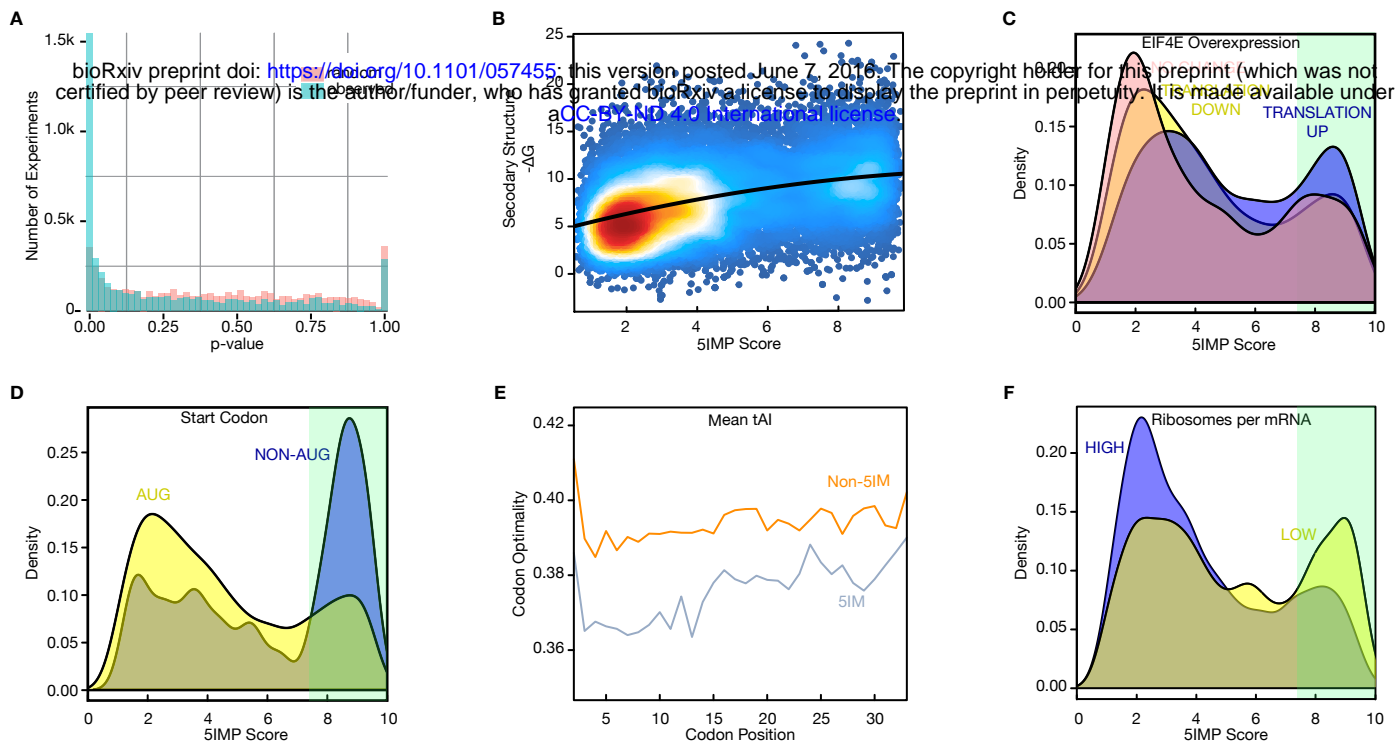 A
B
C
bioRxiv preprint doi: https://doi.org/10.1101/057455; this version posted June 7, 2016. The copyright holder for this preprint (which was not
certified by peer review) is the author/funder, who has granted bioRxiv a license to display the preprint in perpetuity. It is made available under
aCC-BY-ND 4.0 International license.
1.5k
1.0k
0.5k
0
Number of Experiments
random
observed
0.00
0.25
0.50
0.75
1.00
p-value
25
20
15
10
5
0
Secodary Structure
-ΔG
2
4
6
8
5IMP Score
EIF4E Overexpression
NO CHANGE
TRANSLATION
DOWN
TRANSLATION
UP
0.20
0.15
0.10
0.05
0.00
Density
0
2
4
6
8
10
5IMP Score
D
Start Codon
NON-AUG
AUG
0.25
0.20
0.15
0.10
0.05
0.00
Density
0
2
4
6
8
10
5IMP Score
E
Mean tAI
Non-5IM
5IM
0.42
0.40
0.38
0.36
Codon Optimality
5
10
15
20
25
30
Codon Position
F
Ribosomes per mRNA
HIGH
LOW
0.20
0.15
0.10
0.05
0.00
Density
0
2
4
6
8
10
5IMP Score